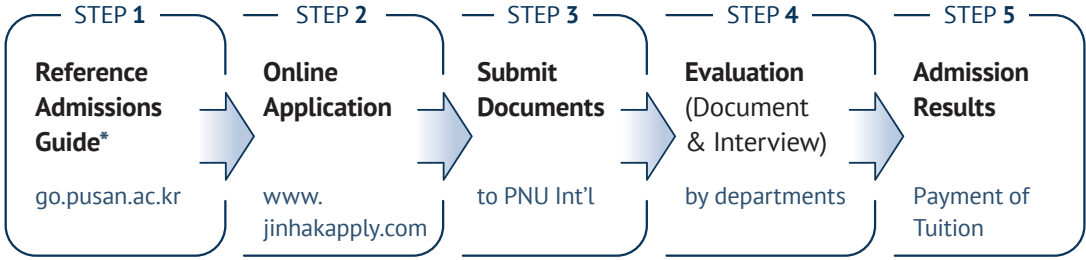 STEP 1
Reference
Admissions
Guide*
go.pusan.ac.kr
STEP 2
Online
Application
www.
jinhakapply.com
STEP 3
Submit
Documents
to PNU Int'l
STEP 4
Evaluation
(Document
& Interview)
by departments
STEP 5
Admission
Results
Payment of
Tuition